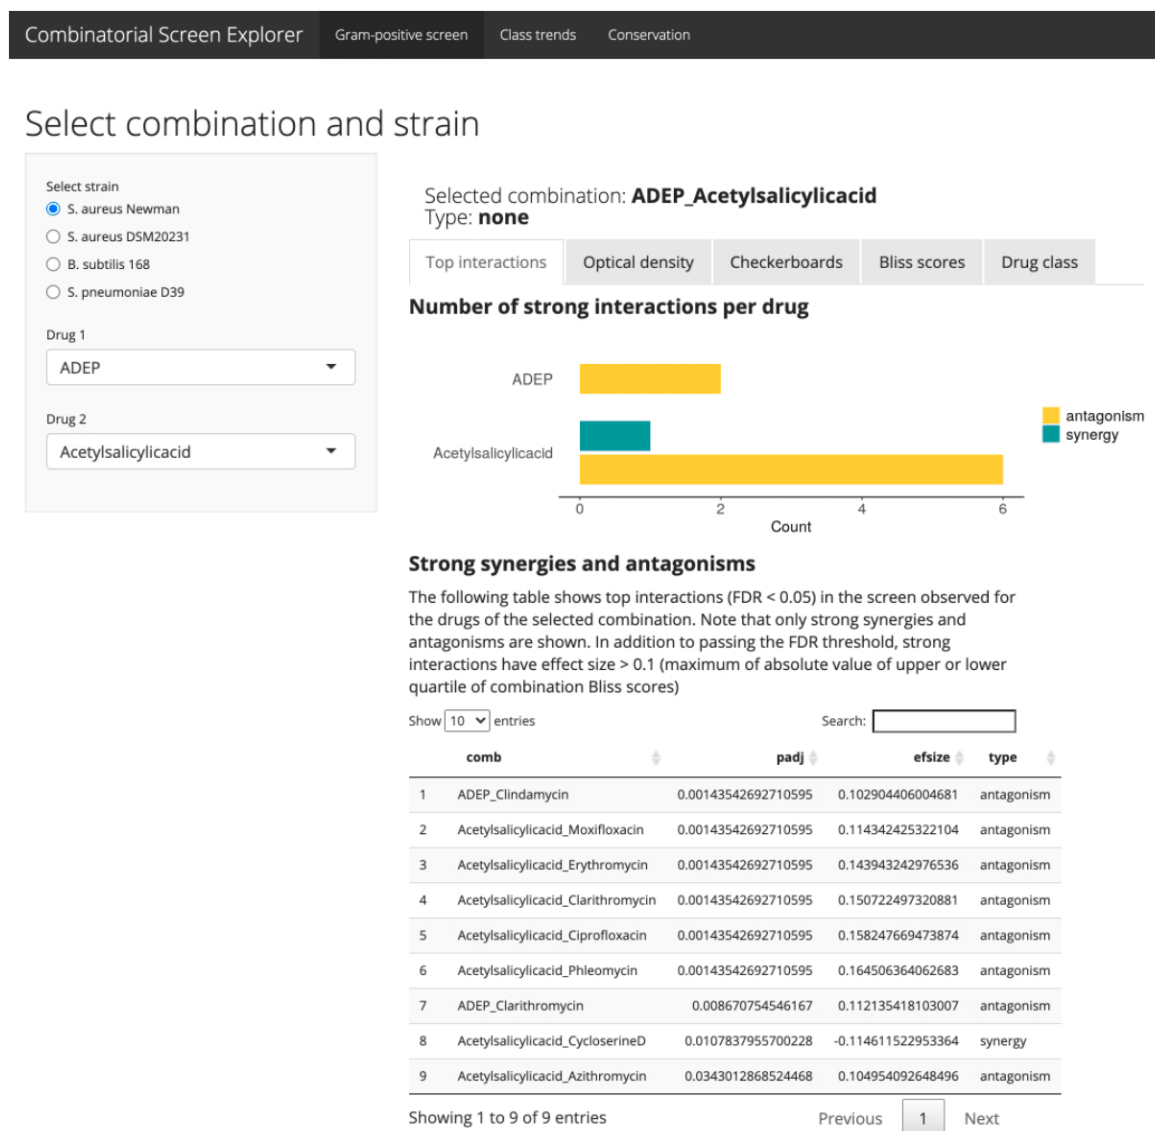 Combinatorial Screen Explorer Gram-positive screen Class trends Conservation
Select combination and strain
Select strain
S. aureus Newman
S. aureus DSM20231
B. subtilis 168
S. pneumoniae D39
Drug 1
ADEP
Drug 2
Acetylsalicylicacid
Selected combination: ADEP_Acetylsalicylicacid
Type: none
Top interactions Optical density Checkerboards Bliss scores Drug class
Number of strong interactions per drug
ADEP
Acetylsalicylicacid
antagonism
synergy
0 2 4 6
Count
Strong synergies and antagonisms
The following table shows top interactions (FDR < 0.05) in the screen observed for
the drugs of the selected combination. Note that only strong synergies and
antagonisms are shown. In addition to passing the FDR threshold, strong
interactions have effect size > 0.1 (maximum of absolute value of upper or lower
quartile of combination Bliss scores)
Show 10 entries Search:
comb padj efsize type
1 ADEP_Clindamycin 0.00143542692710595 0.102904406004681 antagonism
2 Acetylsalicylicacid_Moxifloxacin 0.00143542692710595 0.114342425322104 antagonism
3 Acetylsalicylicacid_Erythromycin 0.00143542692710595 0.143943242976536 antagonism
4 Acetylsalicylicacid_Clarithromycin 0.00143542692710595 0.150722497320881 antagonism
5 Acetylsalicylicacid_Ciprofloxacin 0.00143542692710595 0.158247669473874 antagonism
6 Acetylsalicylicacid_Phleomycin 0.00143542692710595 0.164506364062683 antagonism
7 ADEP_Clarithromycin 0.008670754546167 0.112135418103007 antagonism
8 Acetylsalicylicacid_CycloserineD 0.0107837955700228 -0.114611522953364 synergy
9 Acetylsalicylicacid_Azithromycin 0.0343012868524468 0.104954092648496 antagonism
Showing 1 to 9 of 9 entries Previous 1 Next